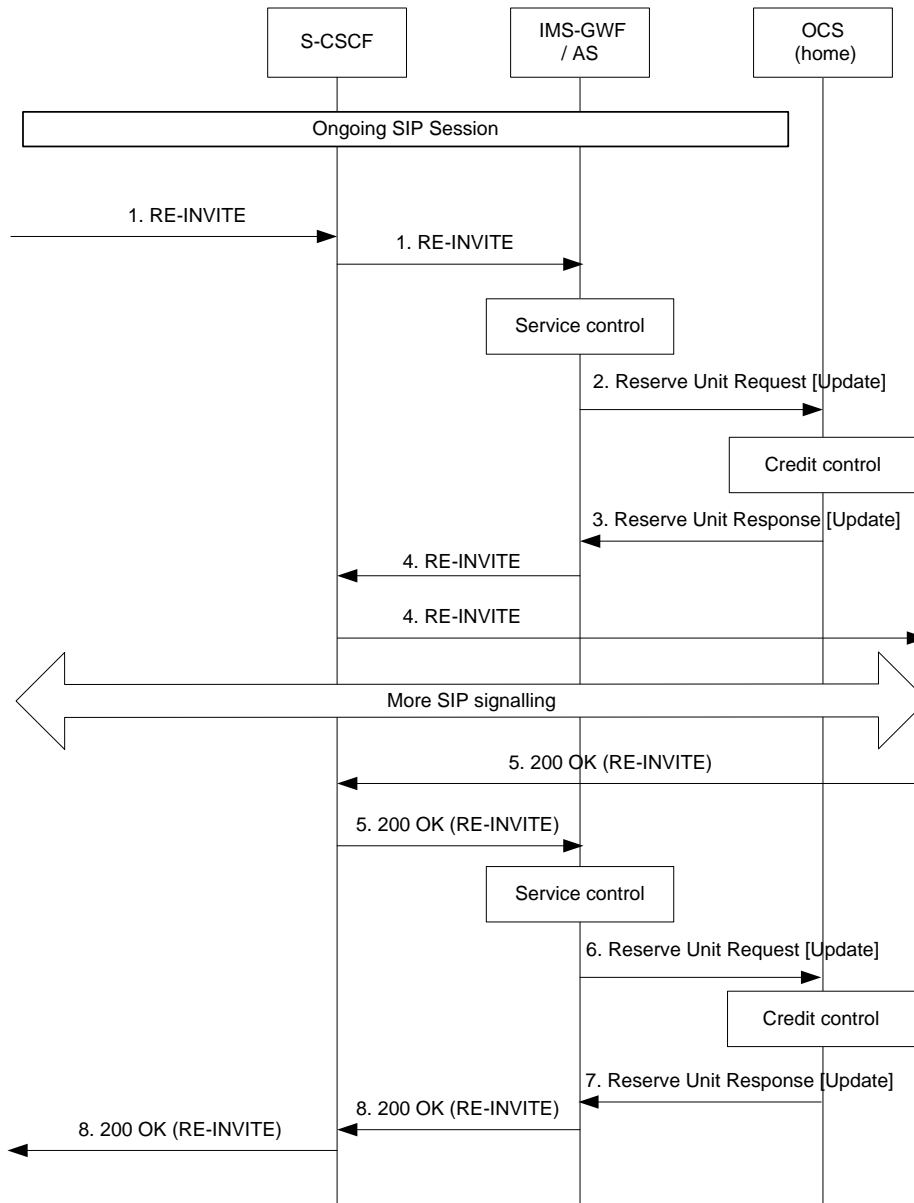 S-CSCF
IMS-GWF
/ AS
OCS
(home)
Ongoing SIP Session
1. RE-INVITE
1. RE-INVITE
Service control
2. Reserve Unit Request [Update]
Credit control
3. Reserve Unit Response [Update]
4. RE-INVITE
4. RE-INVITE
More SIP signalling
5. 200 OK (RE-INVITE)
5. 200 OK (RE-INVITE)
Service control
6. Reserve Unit Request [Update]
Credit control
7. Reserve Unit Response [Update]
8. 200 OK (RE-INVITE)
8. 200 OK (RE-INVITE)